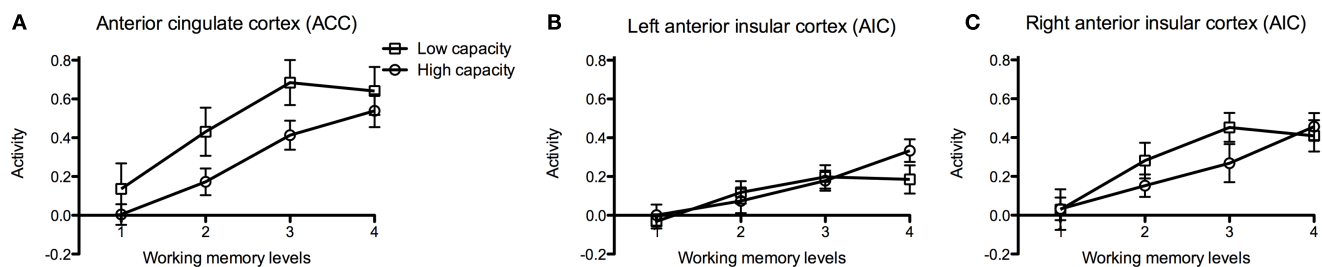 A
Anterior cingulate cortex (ACC)
Low capacity
High capacity
0.8
0.6
0.4
0.2
0.0
-0.2
Activity
1 2 3 4
Working memory levels
B
Left anterior insular cortex (AIC)
0.8
0.6
0.4
0.2
0.0
-0.2
Activity
1 2 3 4
Working memory levels
C
Right anterior insular cortex (AIC)
0.8
0.6
0.4
0.2
0.0
-0.2
Activity
1 2 3 4
Working memory levels